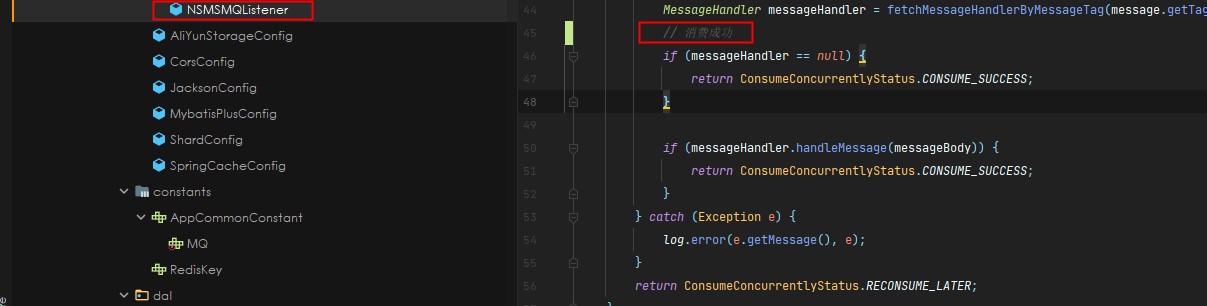 NSMSMQListener
AliYunStorageConfig
CorsConfig
JacksonConfig
MybatisPlusConfig
ShardConfig
SpringCacheConfig
constants
AppCommonConstant
MQ
RedisKey
dal
44 MessageHandler messageHandler = fetchMessageHandlerByMessageTag(message.getTag
45 // 消费成功
46 if (messageHandler == null) {
47 return ConsumeConcurrentlyStatus.CONSUME_SUCCESS;
48 }
49
50 if (messageHandler.handleMessage(messageBody)) {
51 return ConsumeConcurrentlyStatus.CONSUME_SUCCESS;
52 }
53 } catch (Exception e) {
54 log.error(e.getMessage(), e);
55 }
56 return ConsumeConcurrentlyStatus.RECONSUME_LATER;